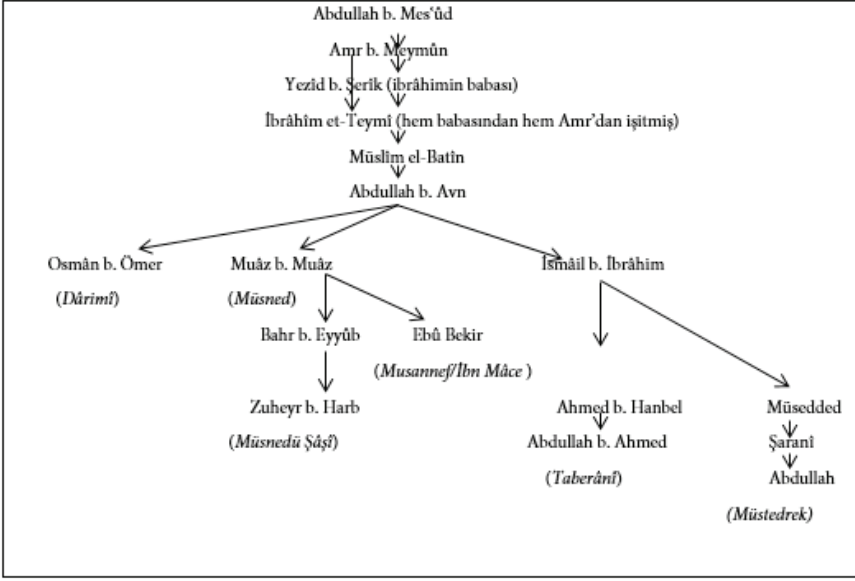 Abdullah b. Mes‘ûd
Amr b. Meymûn
Yezîd b. Şerîk (ibrâhimin babası)
İbrâhîm et-Teymî (hem babasından hem Amr’dan işitmiş)
Müslîm el-Batîn
Abdullah b. Avn
Osmân b. Ömer Muâz b. Muâz İsmâil b. İbrâhim
(Dârimî) (Müsned)
Bahr b. Eyyûb Ebû Bekir
(Musannef/İbn Mâce )
Zuheyr b. Harb Ahmed b. Hanbel Müsedded
(Müsnedü Şâşî) Abdullah b. Ahmed Şaranî
(Taberânî) Abdullah
(Müstedrek)